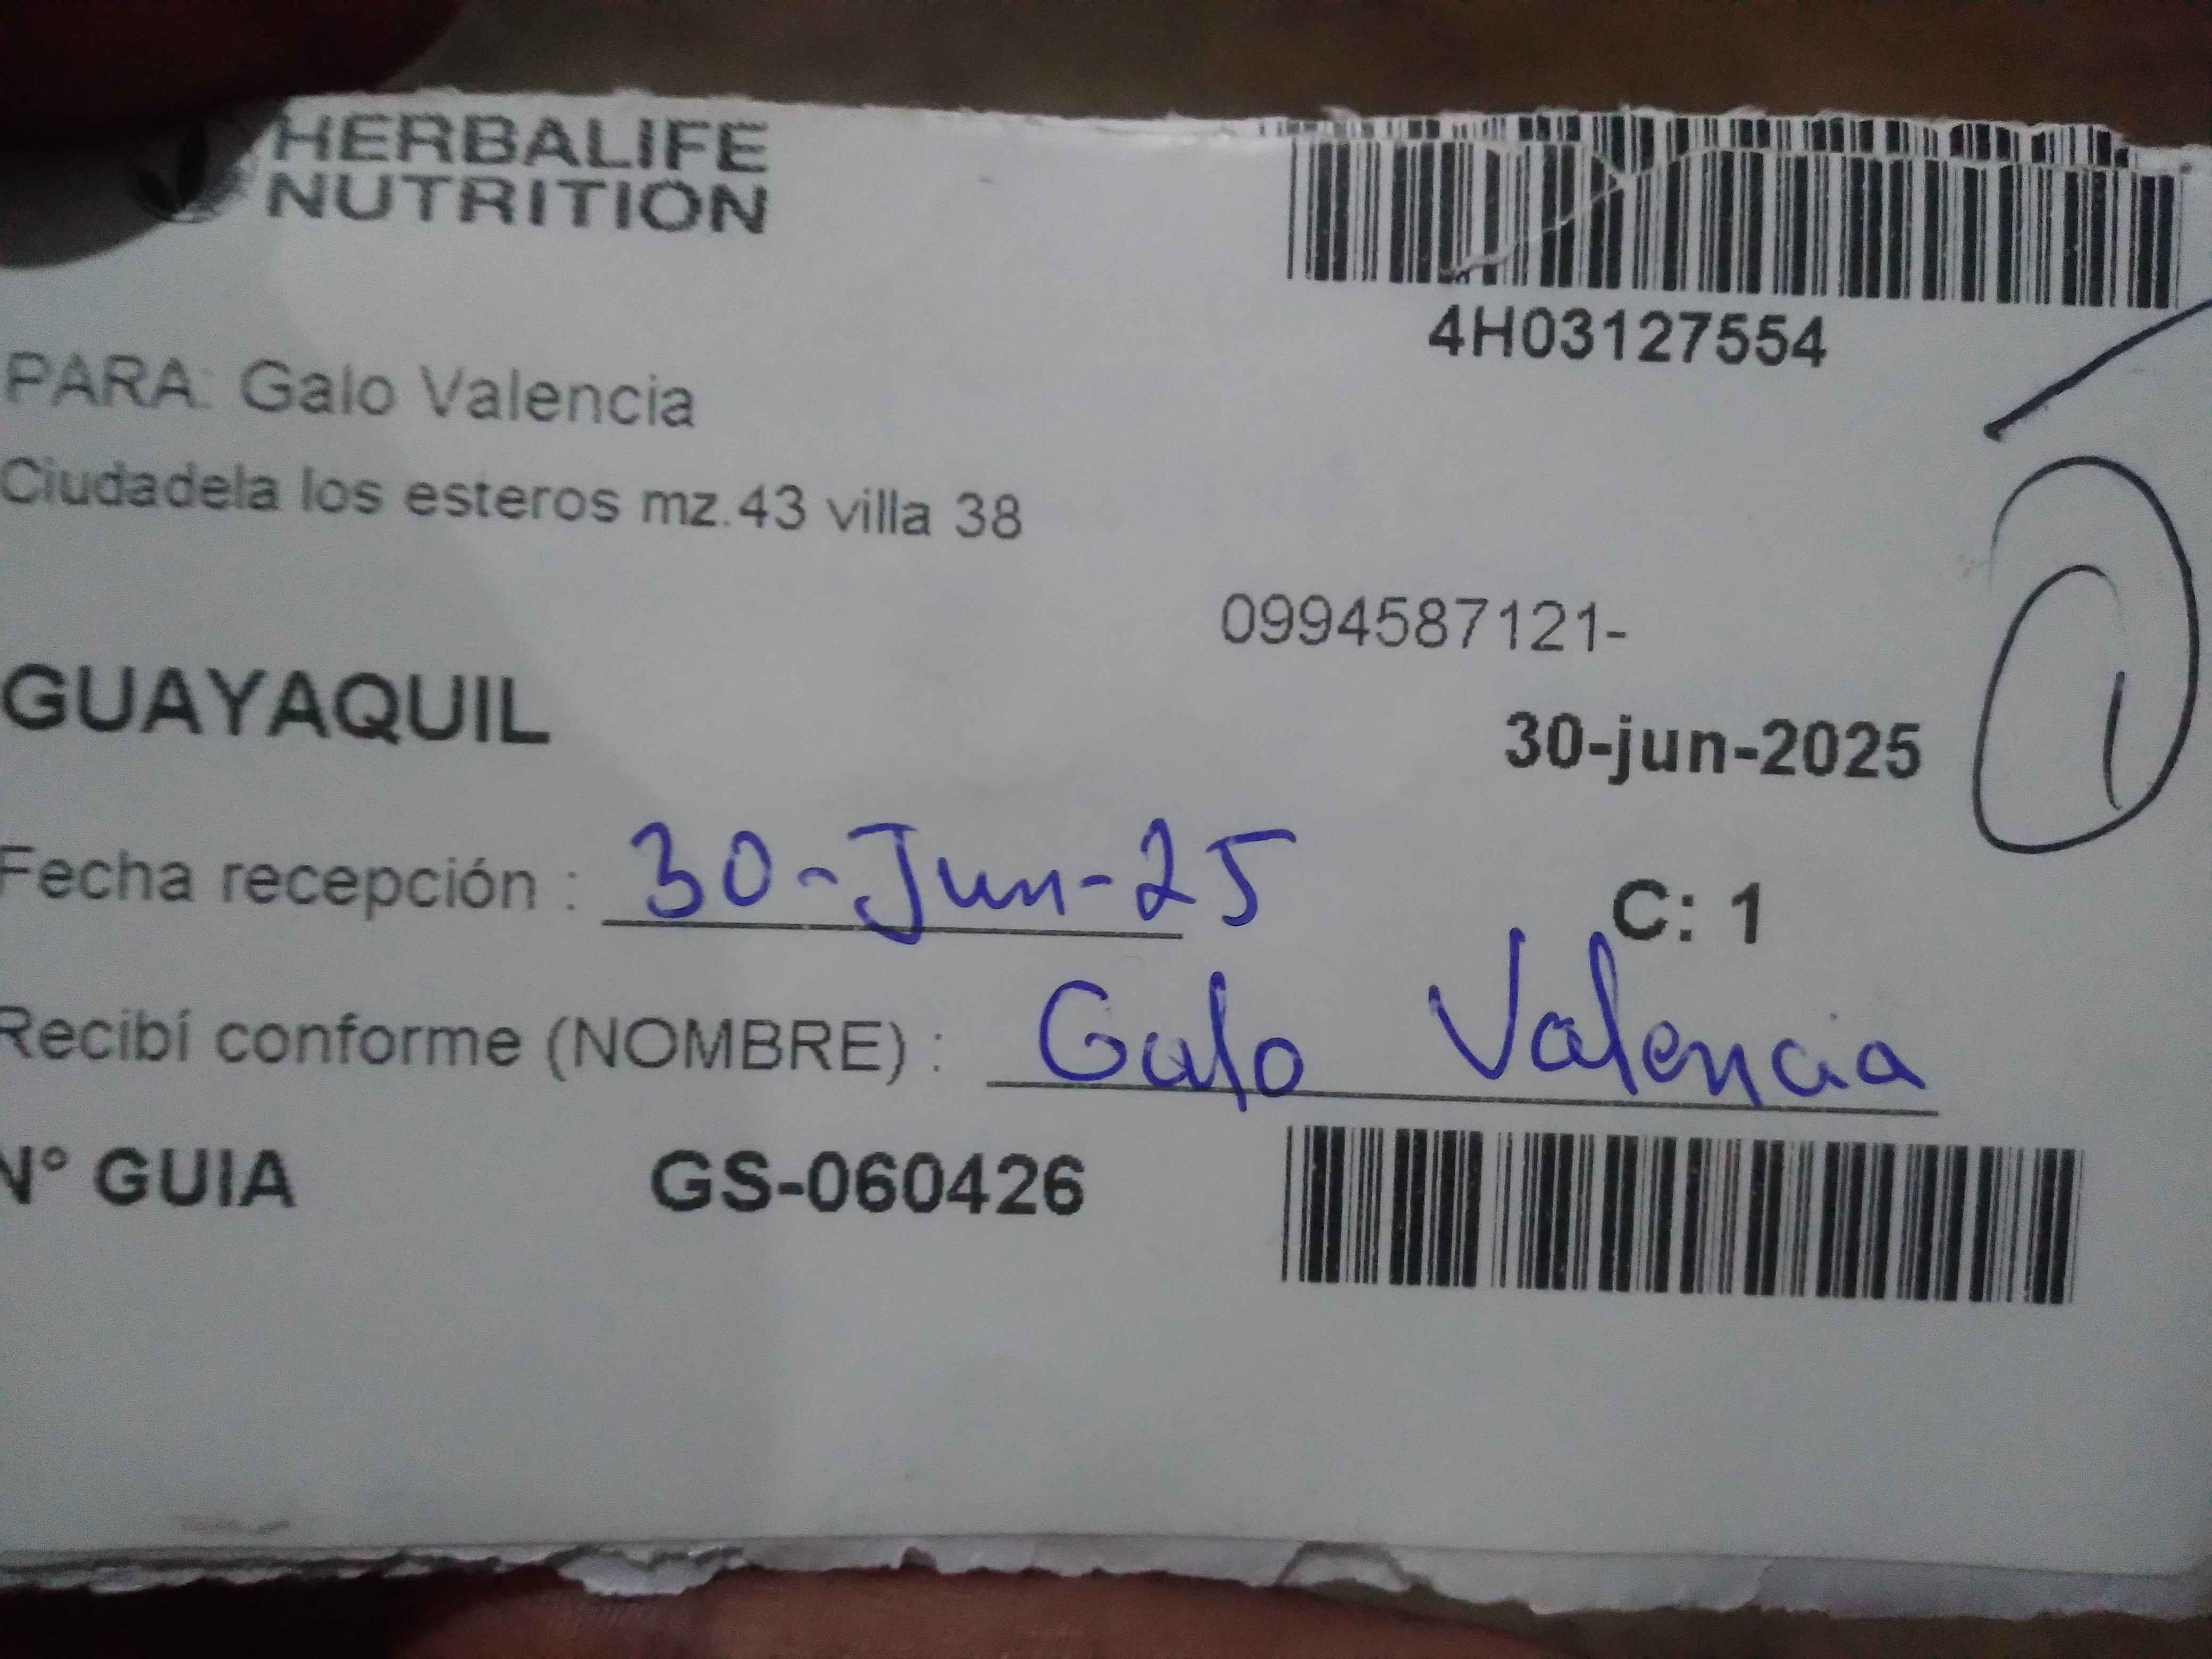 HERBALIFE
NUTRITION
4H03127554
PARA: Galo Valencia
Ciudadela los esteros mz.43 villa 38
0994587121-
GUAYAQUIL
30-jun-2025
1
Fecha recepción : 30-Jun-25
C: 1
Recibí conforme (NOMBRE) : Galo Valencia
N° GUIA GS-060426